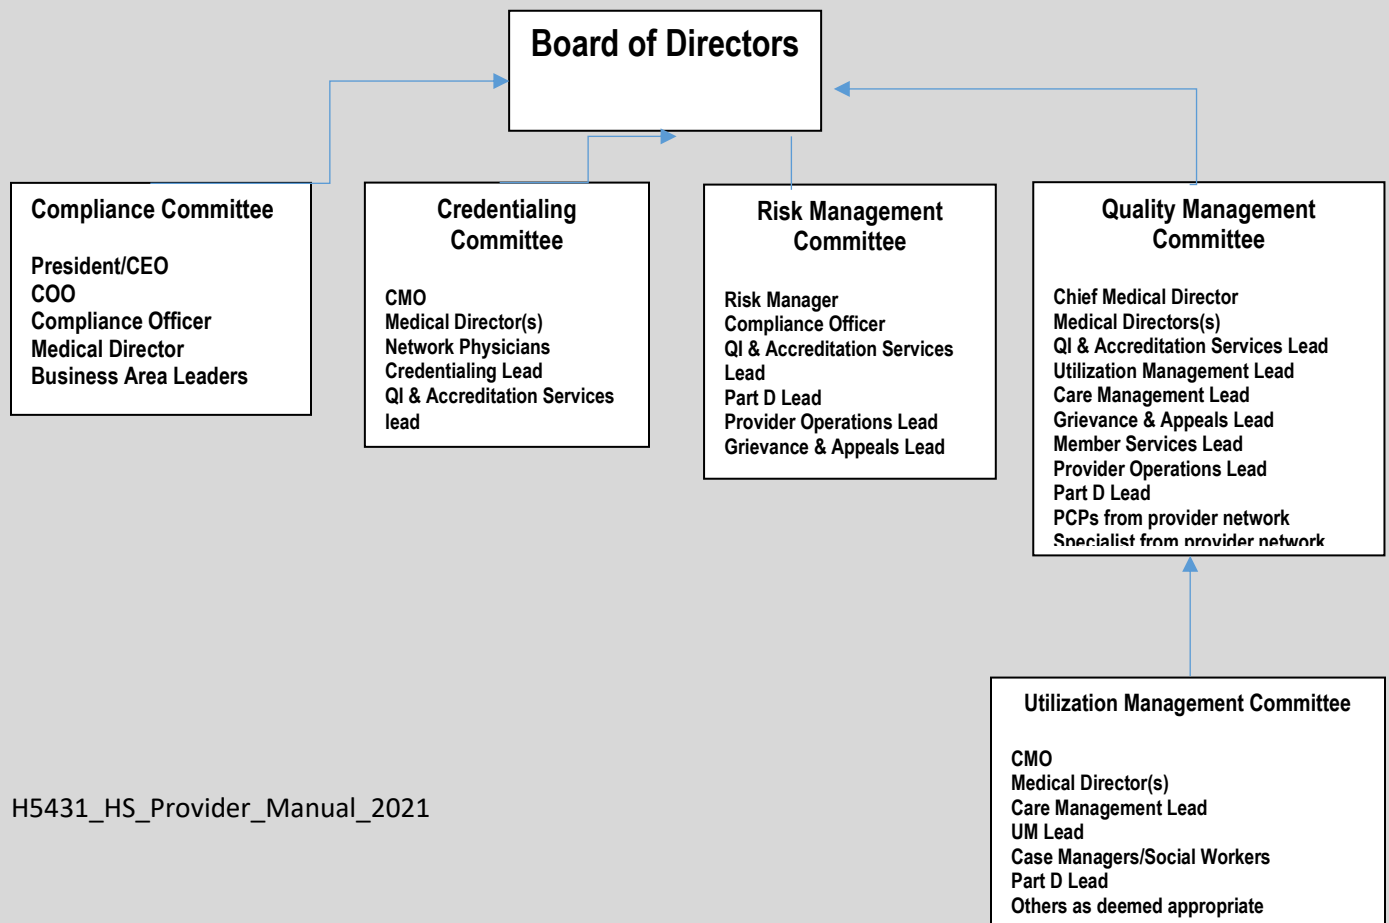 Board of Directors
Compliance Committee
President/CEO
COO
Compliance Officer
Medical Director
Business Area Leaders
Credentialing
Committee
CMO
Medical Director(s)
Network Physicians
Credentialing Lead
QI & Accreditation Services
lead
Risk Management
Committee
Risk Manager
Compliance Officer
QI & Accreditation Services
Lead
Part D Lead
Provider Operations Lead
Grievance & Appeals Lead
Quality Management
Committee
Chief Medical Director
Medical Directors(s)
QI & Accreditation Services Lead
Utilization Management Lead
Care Management Lead
Grievance & Appeals Lead
Member Services Lead
Provider Operations Lead
Part D Lead
PCPs from provider network
Specialist from provider network
Utilization Management Committee
CMO
Medical Director(s)
Care Management Lead
UM Lead
Case Managers/Social Workers
Part D Lead
Others as deemed appropriate
H5431_HS_Provider_Manual_2021